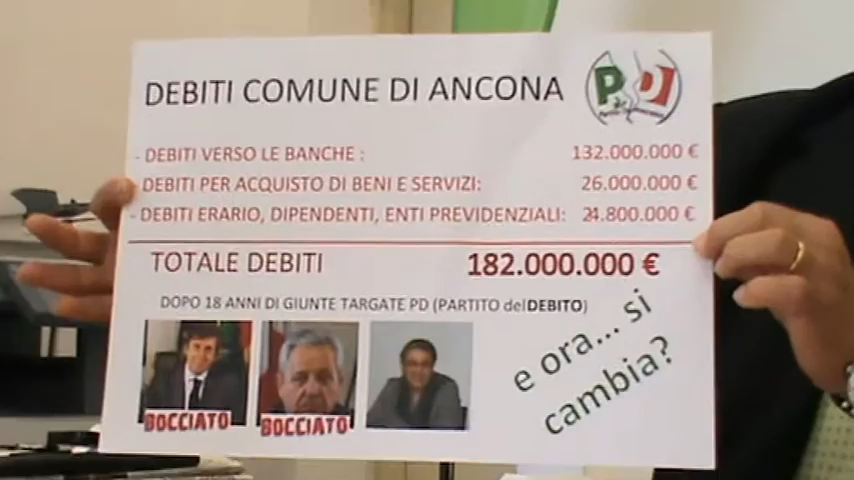 DEBITI COMUNE DI ANCONA
PD
- DEBITI VERSO LE BANCHE : 132.000.000 €
- DEBITI PER ACQUISTO DI BENI E SERVIZI: 26.000.000 €
- DEBITI ERARIO, DIPENDENTI, ENTI PREVIDENZIALI: 24.800.000 €
TOTALE DEBITI 182.000.000 €
DOPO 18 ANNI DI GIUNTE TARGATE PD (PARTITO delDEBITO)
BOCCIATO
BOCCIATO
e ora... si
cambia?